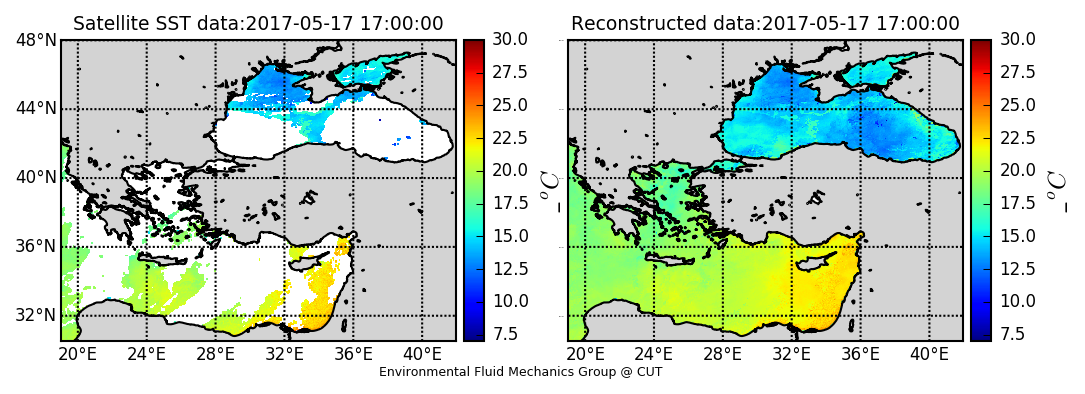 Satellite SST data:2017-05-17 17:00:00
48°N
44°N
40°N
36°N
32°N
20°E 24°E 28°E 32°E 36°E 40°E
30.0
27.5
25.0
22.5
20.0
17.5
15.0
12.5
10.0
7.5
_°C
Reconstructed data:2017-05-17 17:00:00
20°E 24°E 28°E 32°E 36°E 40°E
30.0
27.5
25.0
22.5
20.0
17.5
15.0
12.5
10.0
7.5
_°C
Environmental Fluid Mechanics Group @ CUT